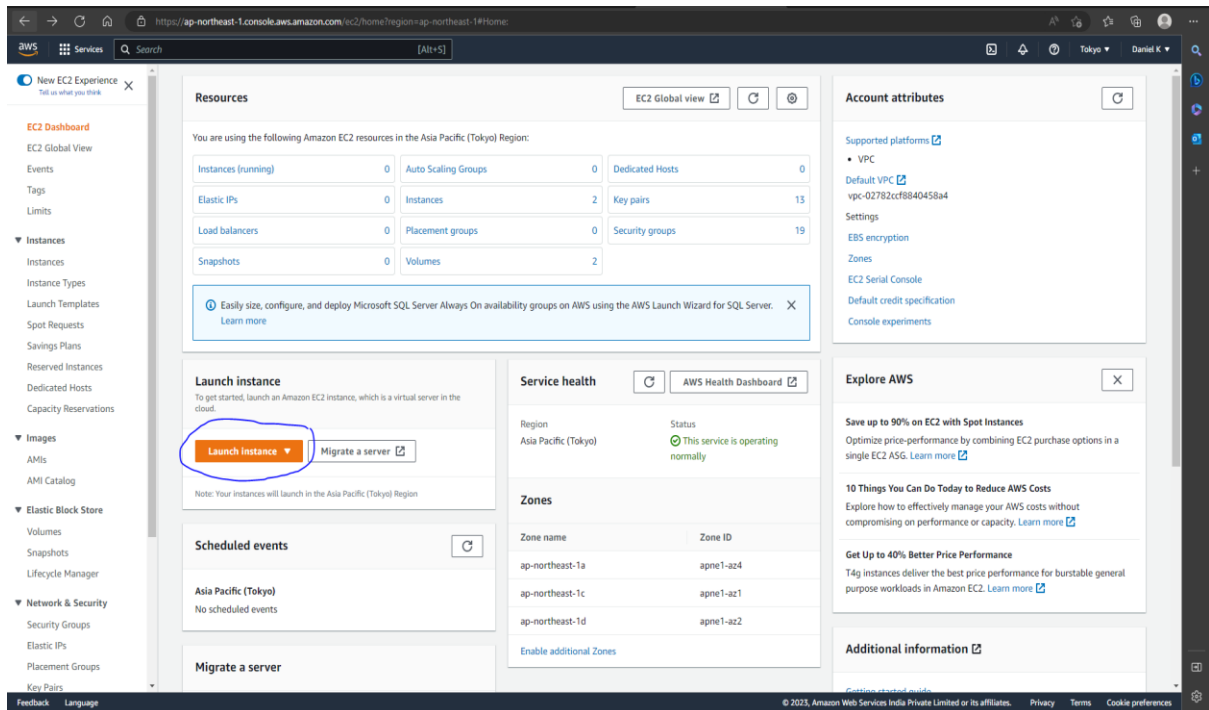 https://ap-northeast-1.console.aws.amazon.com/ec2/home?region=ap-northeast-1#Home:
aws Services Search [Alt+S] Tokyo ▼ Daniel K ▼
New EC2 Experience
Tell us what you think
EC2 Dashboard
EC2 Global View
Events
Tags
Limits
▼ Instances
Instances
Instance Types
Launch Templates
Spot Requests
Savings Plans
Reserved Instances
Dedicated Hosts
Capacity Reservations
▼ Images
AMIs
AMI Catalog
▼ Elastic Block Store
Volumes
Snapshots
Lifecycle Manager
▼ Network & Security
Security Groups
Elastic IPs
Placement Groups
Key Pairs
Resources
EC2 Global view
You are using the following Amazon EC2 resources in the Asia Pacific (Tokyo) Region:
Instances (running) 0 Auto Scaling Groups 0 Dedicated Hosts 0
Elastic IPs 0 Instances 2 Key pairs 13
Load balancers 0 Placement groups 0 Security groups 19
Snapshots 0 Volumes 2
Easily size, configure, and deploy Microsoft SQL Server Always On availability groups on AWS using the AWS Launch Wizard for SQL Server.
Learn more
Launch instance
To get started, launch an Amazon EC2 instance, which is a virtual server in the
cloud.
Launch instance ▼ Migrate a server
Note: Your instances will launch in the Asia Pacific (Tokyo) Region
Scheduled events
Asia Pacific (Tokyo)
No scheduled events
Migrate a server
Service health
AWS Health Dashboard
Region Status
Asia Pacific (Tokyo) This service is operating
normally
Zones
Zone name Zone ID
ap-northeast-1a apne1-az4
ap-northeast-1c apne1-az1
ap-northeast-1d apne1-az2
Enable additional Zones
Account attributes
Supported platforms
• VPC
Default VPC
vpc-02782ccf8840458a4
Settings
EBS encryption
Zones
EC2 Serial Console
Default credit specification
Console experiments
Explore AWS
Save up to 90% on EC2 with Spot Instances
Optimize price-performance by combining EC2 purchase options in a
single EC2 ASG. Learn more
10 Things You Can Do Today to Reduce AWS Costs
Explore how to effectively manage your AWS costs without
compromising on performance or capacity. Learn more
Get Up to 40% Better Price Performance
T4g instances deliver the best price performance for burstable general
purpose workloads in Amazon EC2. Learn more
Additional information
Getting started guide
Feedback Language © 2023, Amazon Web Services India Private Limited or its affiliates. Privacy Terms Cookie preferences